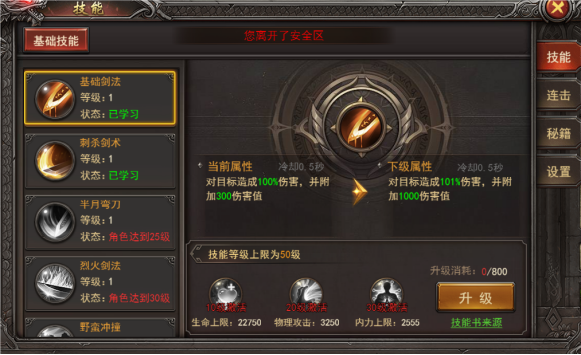 技能
基础技能
您离开了安全区
技能
连击
秘籍
设置
基础剑法
等级：1
状态：已学习
刺杀剑术
等级：1
状态：已学习
半月弯刀
等级：1
状态：角色达到25级
烈火剑法
等级：1
状态：角色达到30级
野蛮冲撞
当前属性 冷却0.5秒
对目标造成100%伤害，并附
加300伤害值
下级属性 冷却0.5秒
对目标造成101%伤害，并附
加1000伤害值
技能等级上限为50级
10级激活
20级激活
30级激活
生命上限：22750
物理攻击：3250
内力上限：2555
升级消耗：0/800
升级
技能书来源